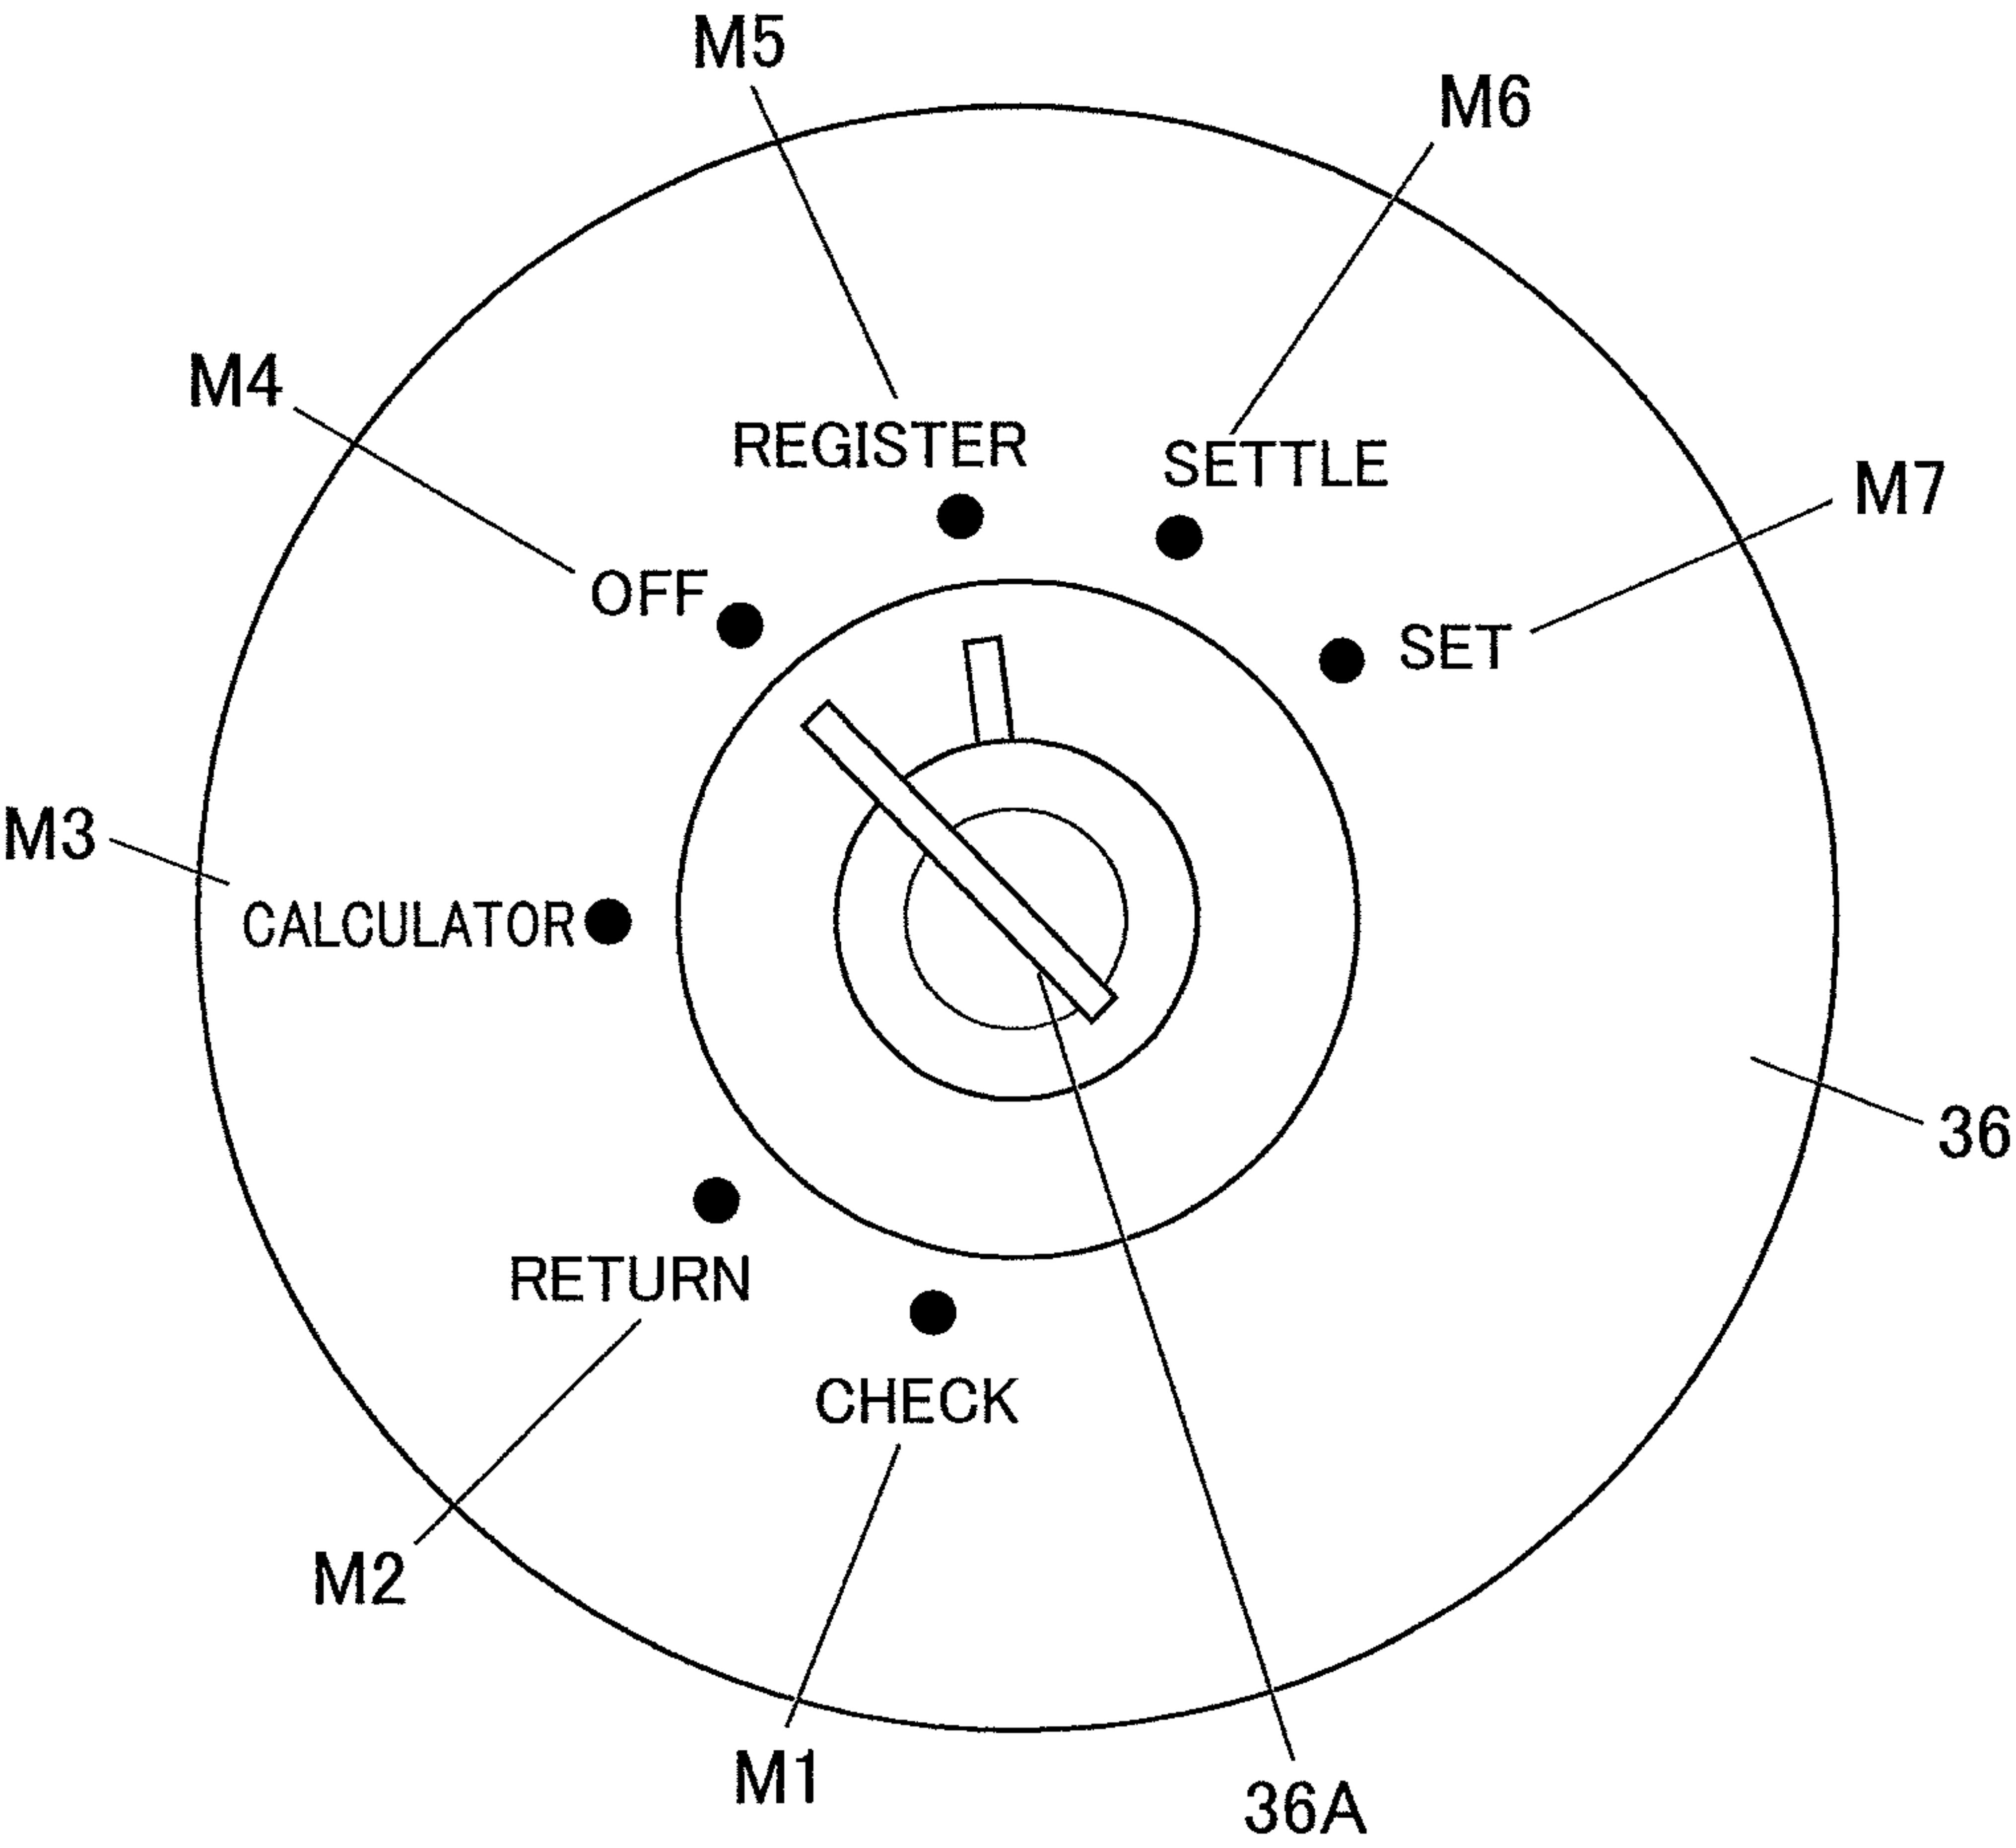 M5
M6
M4
REGISTER
SETTLE
M7
OFF
SET
M3
CALCULATOR
36
RETURN
CHECK
M2
M1
36A